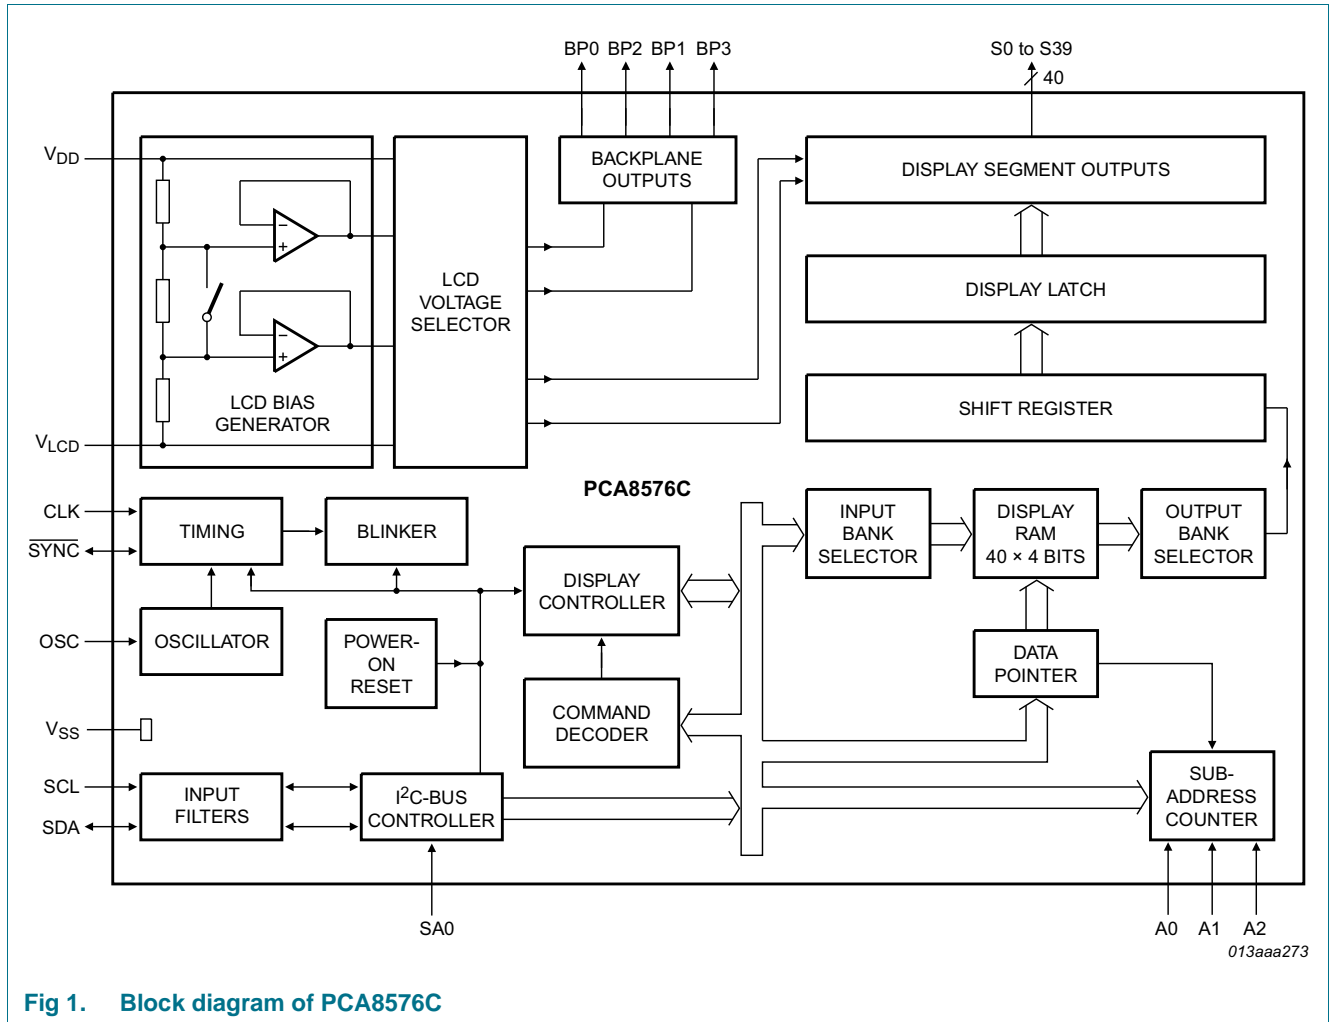 BP0 BP2 BP1 BP3
S0 to S39
40
VDD
BACKPLANE
OUTPUTS
DISPLAY SEGMENT OUTPUTS
−
+
LCD
VOLTAGE
SELECTOR
DISPLAY LATCH
−
+
LCD BIAS
GENERATOR
SHIFT REGISTER
VLCD
PCA8576C
CLK
SYNC
TIMING
BLINKER
INPUT
BANK
SELECTOR
DISPLAY
RAM
40 × 4 BITS
OUTPUT
BANK
SELECTOR
DISPLAY
CONTROLLER
OSC
OSCILLATOR
POWER-
ON
RESET
DATA
POINTER
COMMAND
DECODER
VSS
SCL
SDA
INPUT
FILTERS
I2C-BUS
CONTROLLER
SUB-
ADDRESS
COUNTER
SA0
A0 A1 A2
013aaa273
Fig 1. Block diagram of PCA8576C